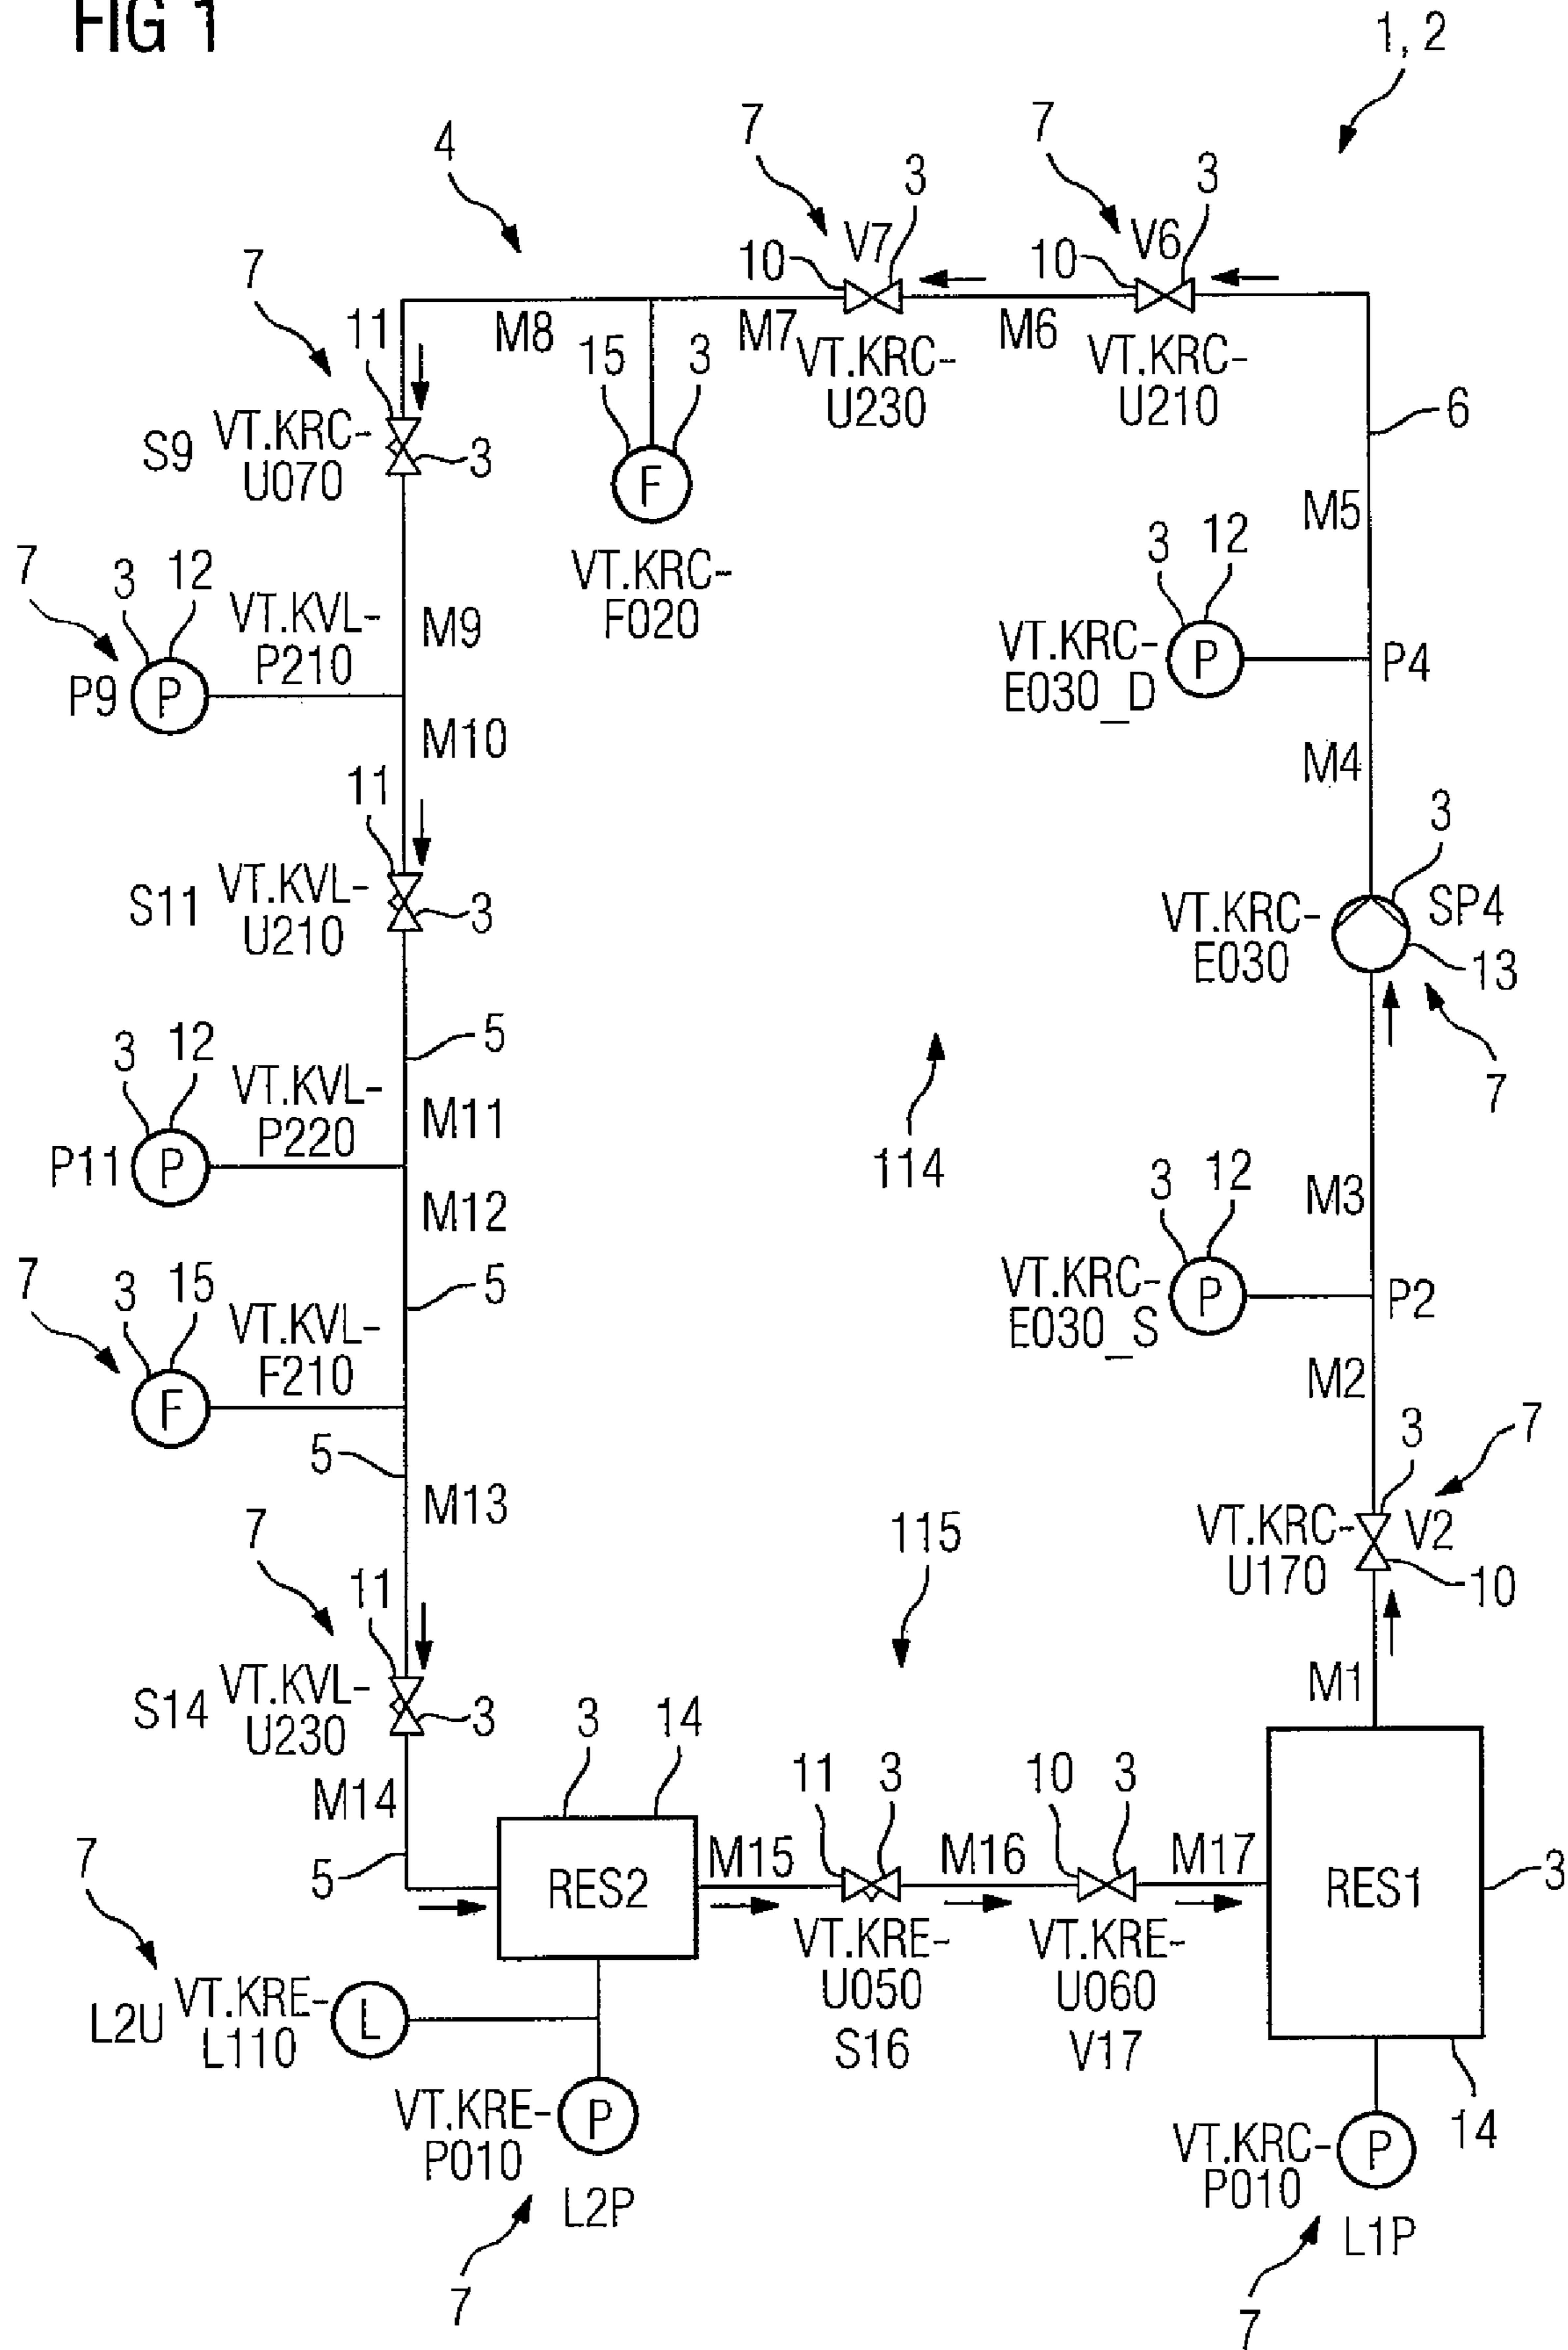 FIG 1
1, 2
4
7
7
3
3
7
10
V7
10
V6
M8
M7
M6
11
15
3
VT.KRC-
U230
VT.KRC-
U210
6
S9
VT.KRC-
U070
3
F
M5
VT.KRC-
F020
7
3
12
VT.KVL-
P210
M9
3
12
VT.KRC-
E030_D
P
P4
P9
P
M10
M4
11
3
S11
VT.KVL-
U210
3
VT.KRC-
E030
SP4
13
5
7
3
12
VT.KVL-
P220
M11
P11
P
114
M12
3
12
M3
7
3
15
5
VT.KRC-
E030_S
P
P2
VT.KVL-
F210
F
M2
5
3
7
M13
7
115
VT.KRC-
U170
V2
10
11
M1
S14
VT.KVL-
U230
3
3
14
M14
11
3
10
3
5
RES2
M15
M16
M17
RES1
3
7
VT.KRE-
U050
S16
VT.KRE-
U060
V17
L2U
VT.KRE-
L110
L
VT.KRE-
P010
P
L2P
7
14
VT.KRC-
P010
P
L1P
7